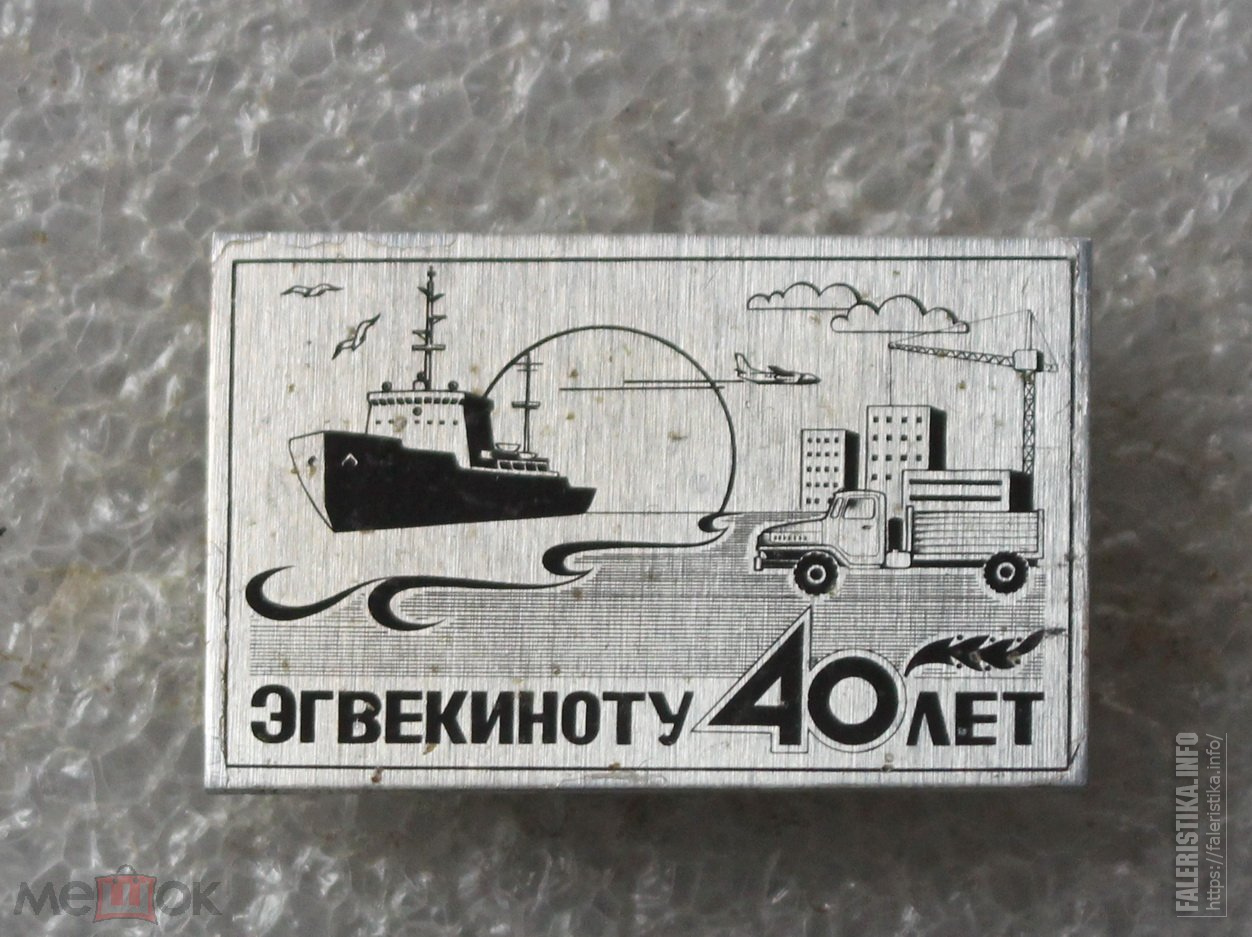 ЭГВЕКИНОТУ 40 ЛЕТ
мешок
FALERISTIKA.INFO
https://faleristika.info/